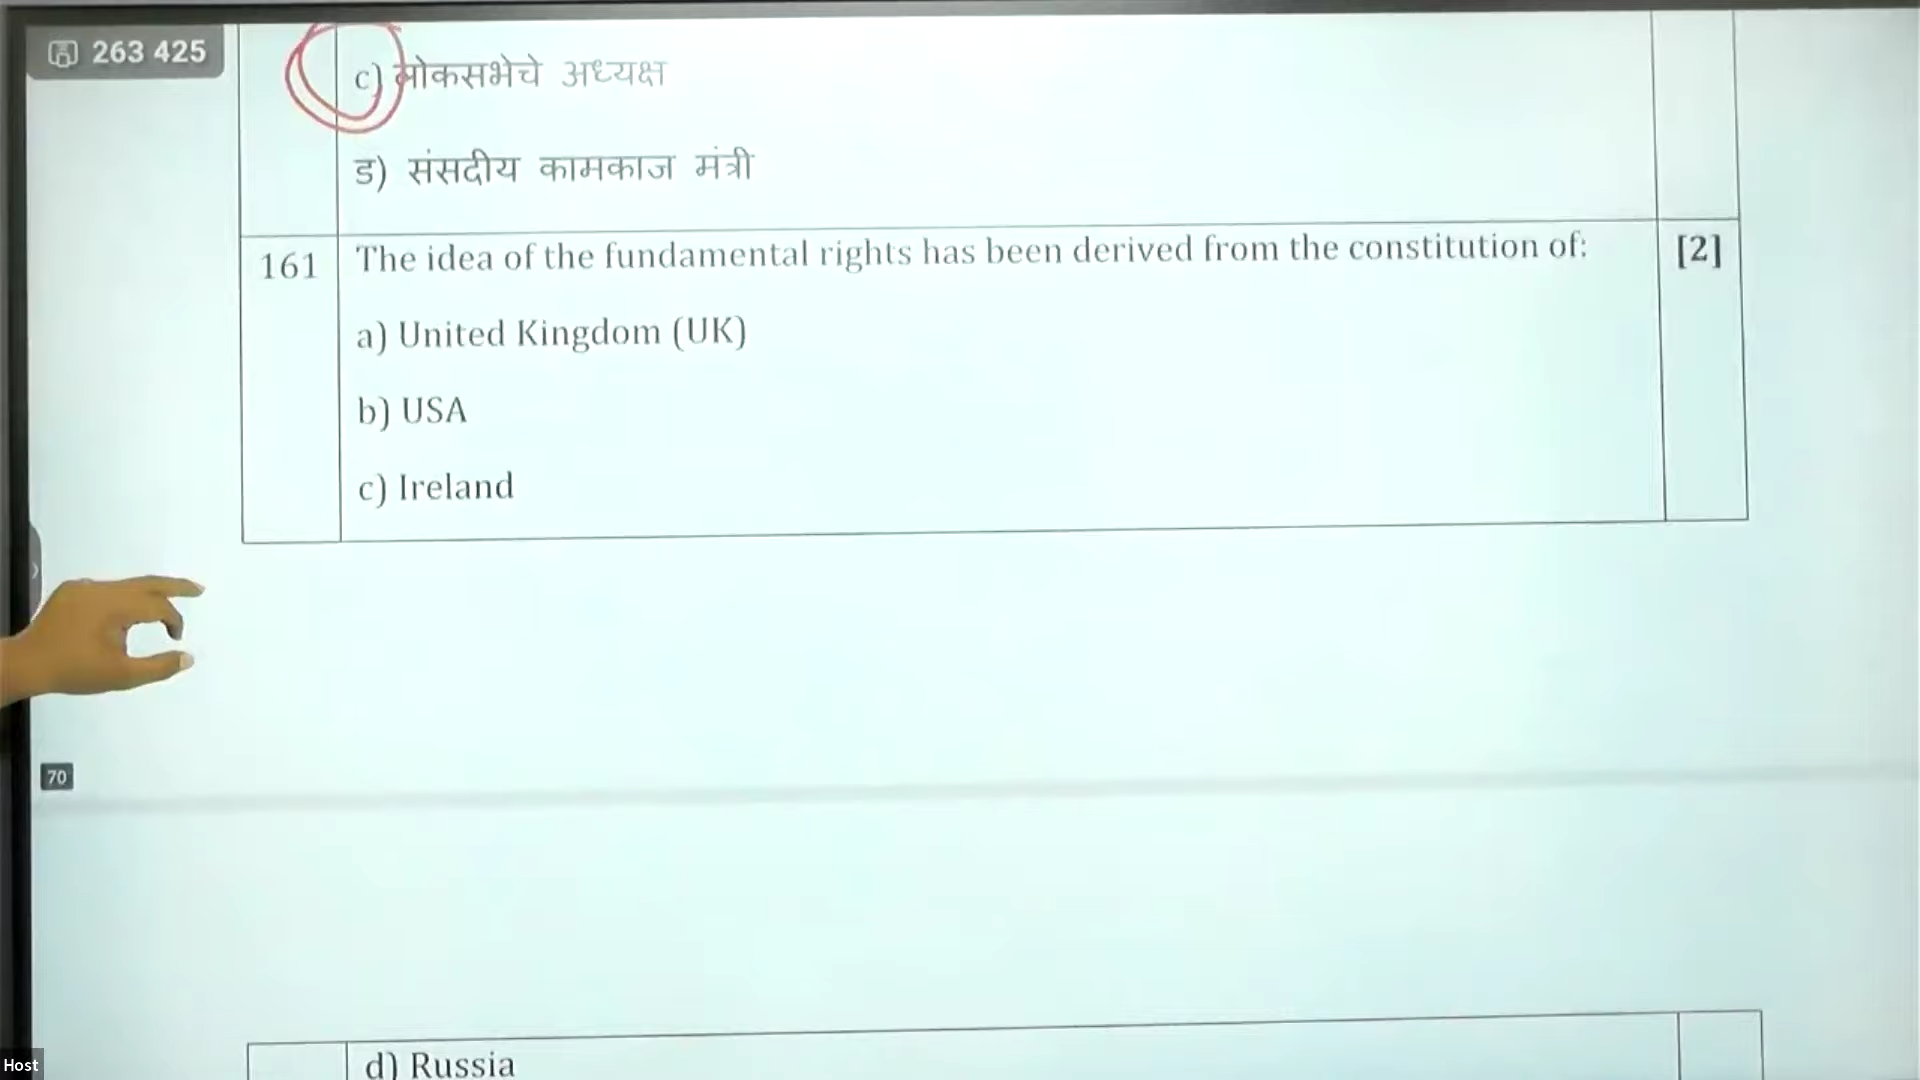 263 425
c) लोकसभेचे अध्यक्ष
ड) संसदीय कामकाज मंत्री
161 The idea of the fundamental rights has been derived from the constitution of: [2]
a) United Kingdom (UK)
b) USA
c) Ireland
70
d) Russia
Host